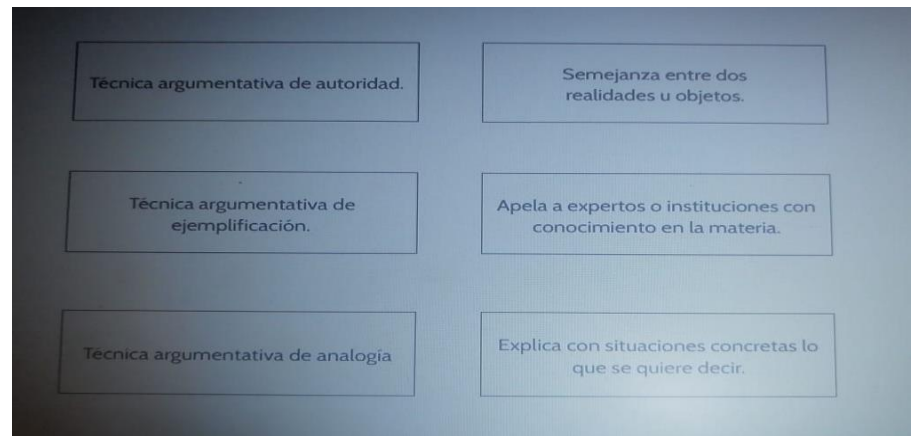 Técnica argumentativa de autoridad.
Semejanza entre dos
realidades u objetos.
Técnica argumentativa de
ejemplificación.
Apela a expertos o instituciones con
conocimiento en la materia.
Técnica argumentativa de analogía
Explica con situaciones concretas lo
que se quiere decir.